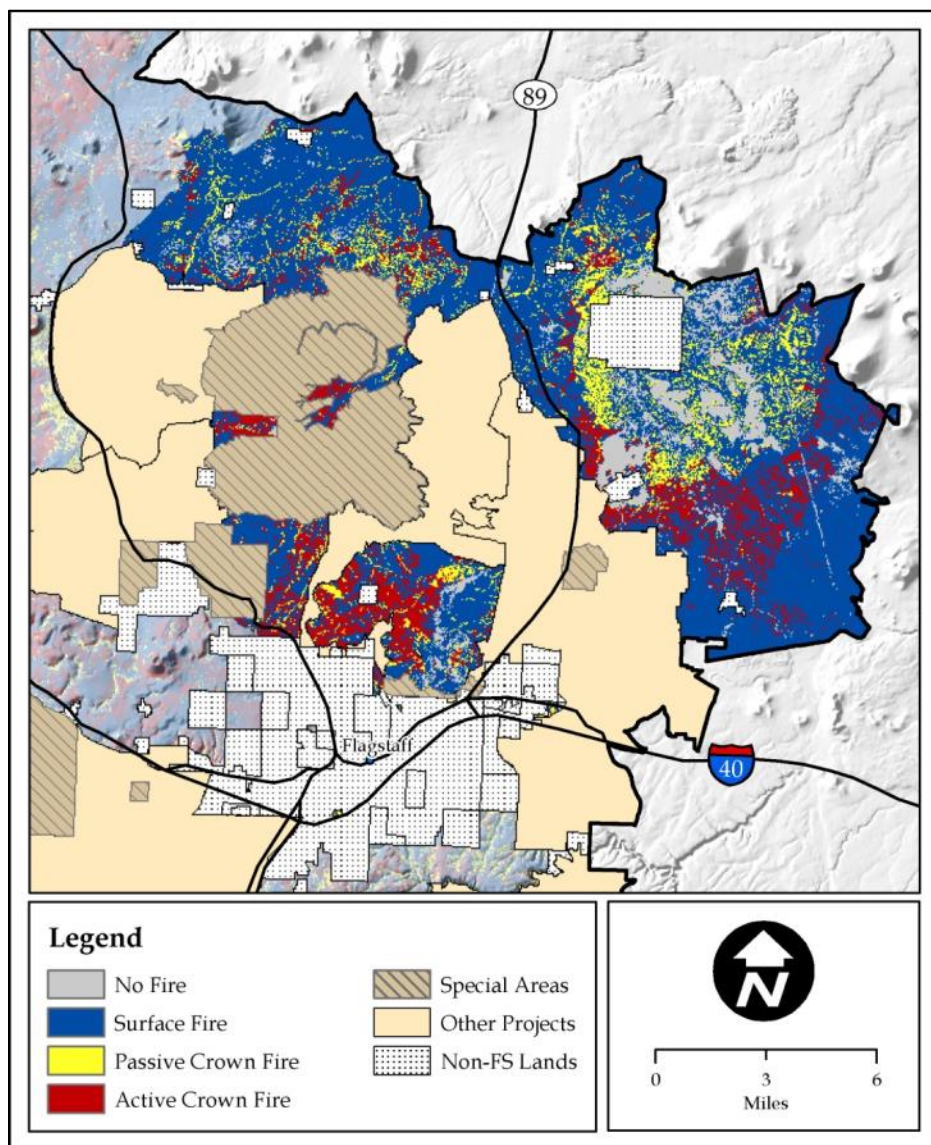 89
Flagstaff
40
Legend
No Fire
Surface Fire
Passive Crown Fire
Active Crown Fire
Special Areas
Other Projects
Non-FS Lands
N
0 3 6
Miles